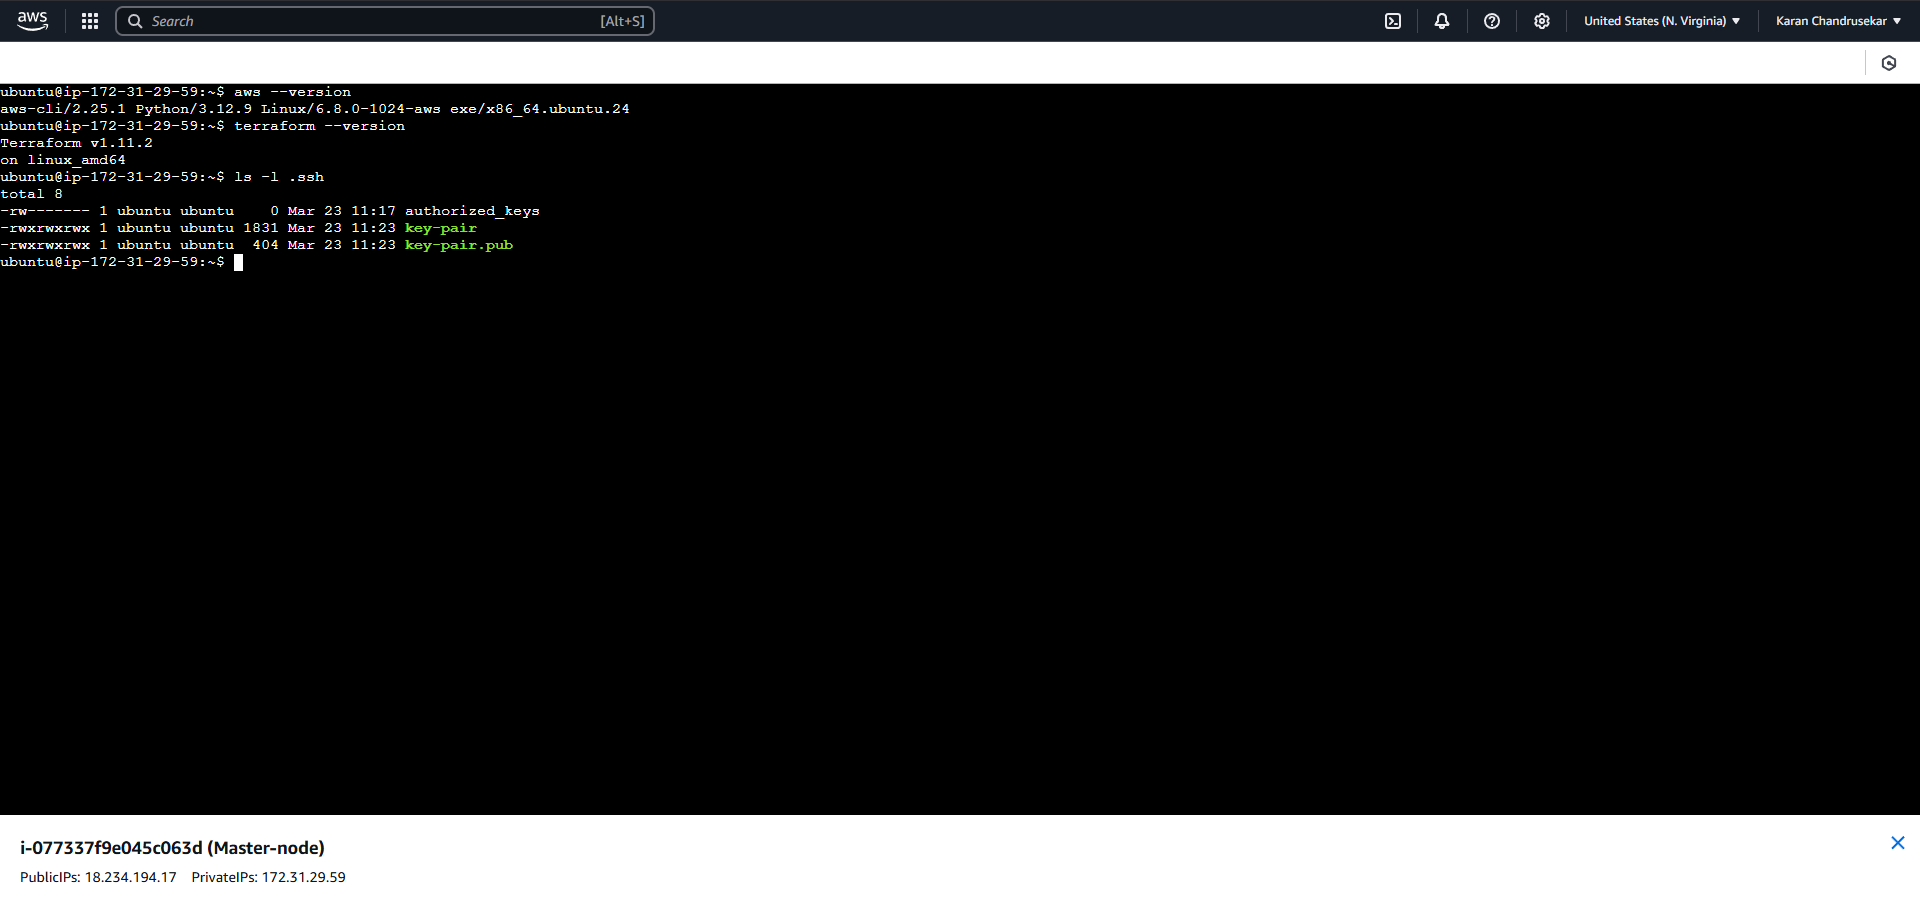 aws Search [Alt+S] United States (N. Virginia) Karan Chandrusekar
ubuntu@ip-172-31-29-59:~$ aws --version
aws-cli/2.25.1 Python/3.12.9 Linux/6.8.0-1024-aws exe/x86_64.ubuntu.24
ubuntu@ip-172-31-29-59:~$ terraform --version
Terraform v1.11.2
on linux_amd64
ubuntu@ip-172-31-29-59:~$ ls -l .ssh
total 8
-rw------- 1 ubuntu ubuntu    0 Mar 23 11:17 authorized_keys
-rwxrwxrwx 1 ubuntu ubuntu 1831 Mar 23 11:23 key-pair
-rwxrwxrwx 1 ubuntu ubuntu  404 Mar 23 11:23 key-pair.pub
ubuntu@ip-172-31-29-59:~$
i-077337f9e045c063d (Master-node)
PublicIPs: 18.234.194.17 PrivateIPs: 172.31.29.59